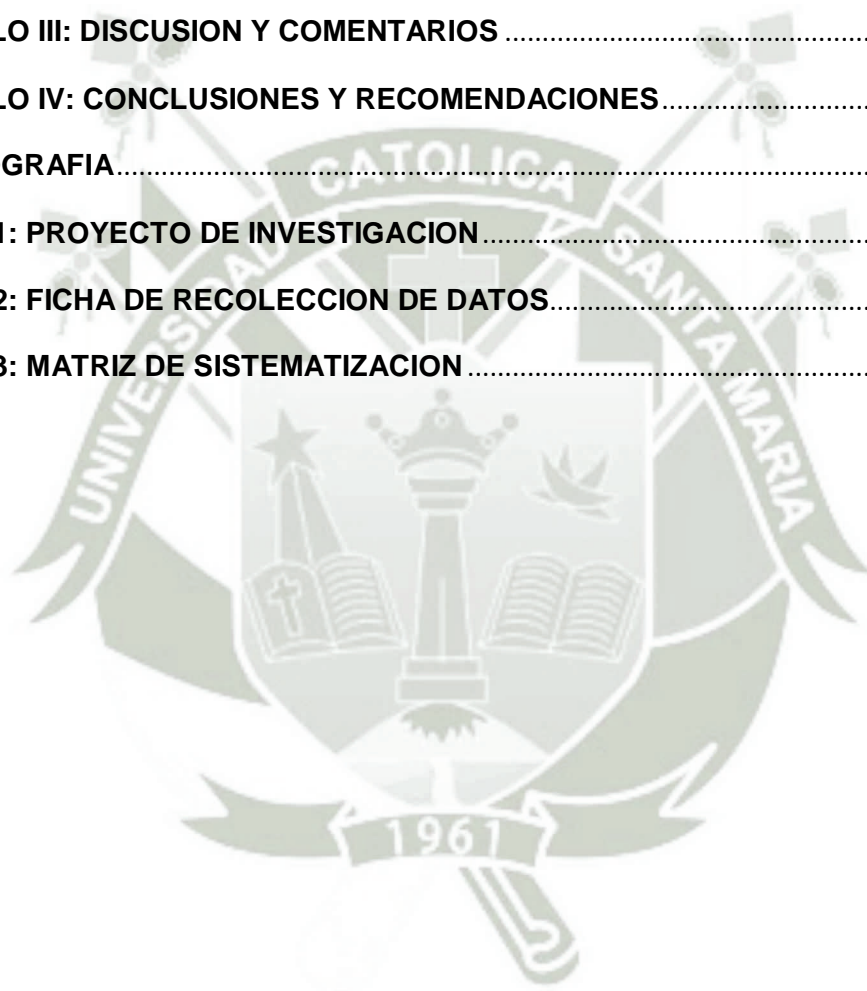 LO III: DISCUSION Y COMENTARIOS
LO IV: CONCLUSIONES Y RECOMENDACIONES
GRAFIA
1: PROYECTO DE INVESTIGACION
2: FICHA DE RECOLECCION DE DATOS
3: MATRIZ DE SISTEMATIZACION
UNIVERSIDAD CATOLICA SANTA MARIA
1961